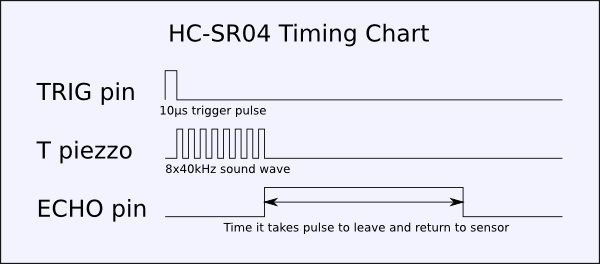 HC-SR04 Timing Chart
TRIG pin
10µs trigger pulse
T piezzo
8x40kHz sound wave
ECHO pin
Time it takes pulse to leave and return to sensor